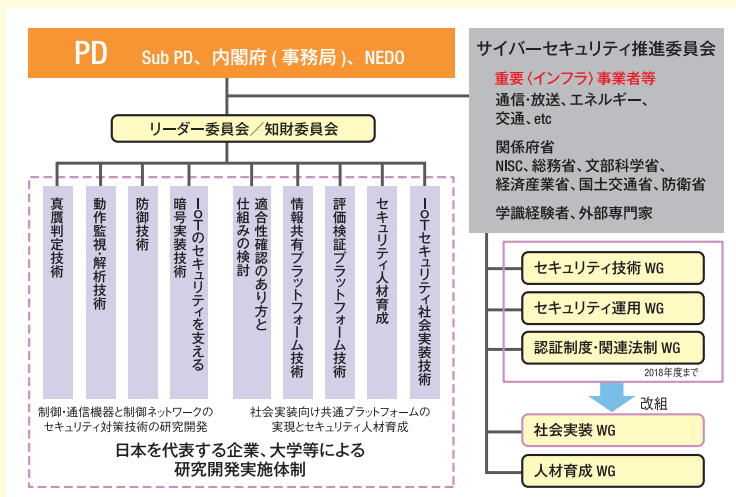 PD Sub PD、内閣府(事務局)、NEDO
リーダー委員会／知財委員会
真贋判定技術
動作監視・解析技術
防御技術
IOTのセキュリティを支える
暗号実装技術
適合性確認のあり方と
仕組みの検討
情報共有プラットフォーム技術
評価検証プラットフォーム技術
セキュリティ人材育成
IOTセキュリティ社会実装技術
制御・通信機器と制御ネットワークの
セキュリティ対策技術の研究開発
社会実装向け共通プラットフォームの
実現とセキュリティ人材育成
日本を代表する企業、大学等による
研究開発実施体制
サイバーセキュリティ推進委員会
重要〈インフラ〉事業者等
通信・放送、エネルギー、
交通、etc
関係府省
NISC、総務省、文部科学省、
経済産業省、国土交通省、防衛省
学識経験者、外部専門家
セキュリティ技術 WG
セキュリティ運用 WG
認証制度・関連法制 WG
2018年度まで
改組
社会実装 WG
人材育成 WG